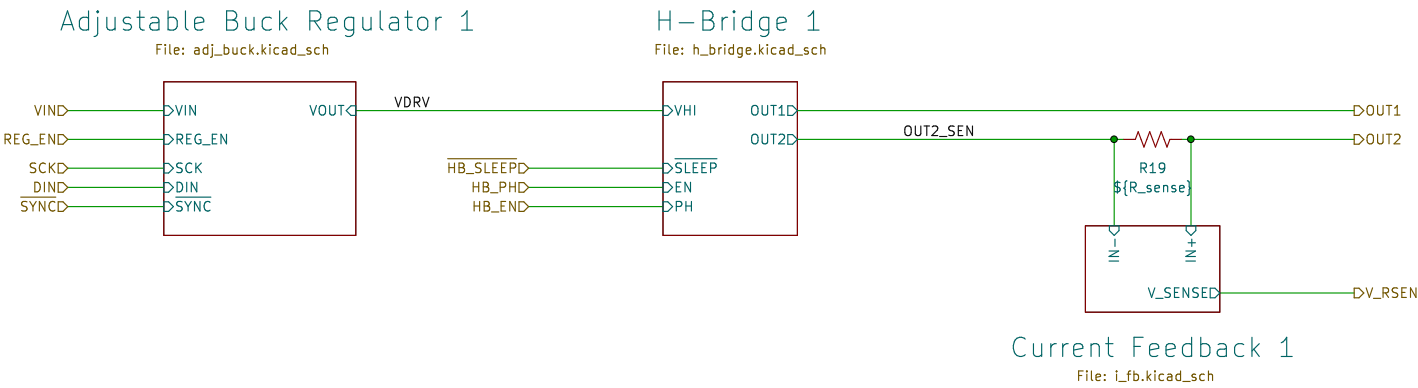 Adjustable Buck Regulator 1
File: adj_buck.kicad_sch
VIN
REG_EN
SCK
DIN
SYNC
VIN
REG_EN
SCK
DIN
SYNC
VOUT
VDRV
H-Bridge 1
File: h_bridge.kicad_sch
HB_SLEEP
HB_PH
HB_EN
VHI
SLEEP
EN
PH
OUT1
OUT2
OUT2_SEN
R19
${R_sense}
OUT1
OUT2
IN-
IN+
V_SENSE
V_RSEN
Current Feedback 1
File: i_fb.kicad_sch